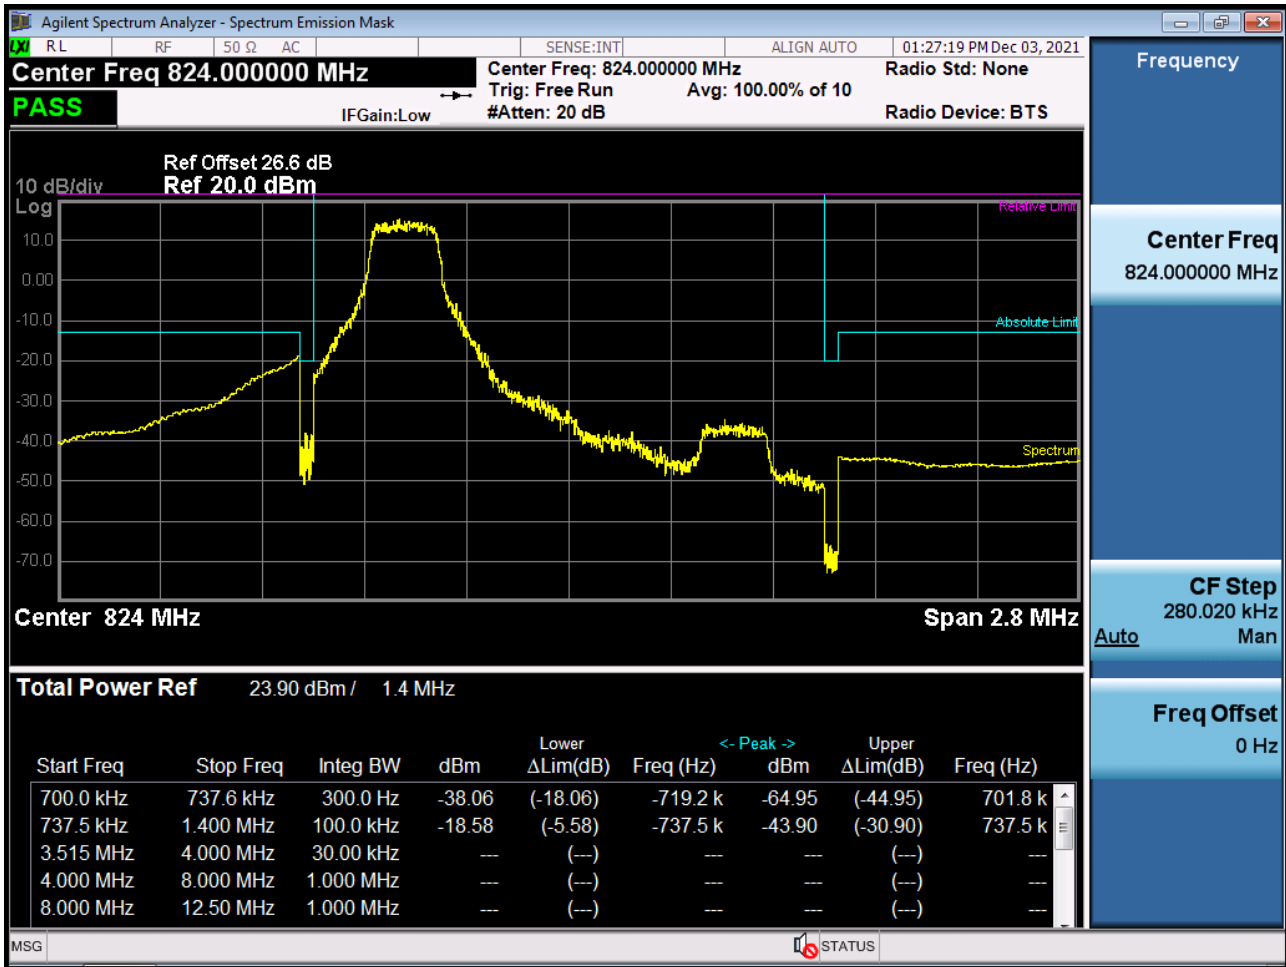 Agilent Spectrum Analyzer - Spectrum Emission Mask
LXI RL RF 50 Ω AC SENSE:INT ALIGN AUTO 01:27:19 PM Dec 03, 2021
Center Freq 824.000000 MHz Center Freq: 824.000000 MHz Radio Std: None
Trig: Free Run Avg: 100.00% of 10
PASS IFGain:Low #Atten: 20 dB Radio Device: BTS
Ref Offset 26.6 dB
10 dB/div Ref 20.0 dBm
Log
Relative Limit
10.0
0.00
-10.0
Absolute Limit
-20.0
-30.0
-40.0
Spectrum
-50.0
-60.0
-70.0
Center 824 MHz Span 2.8 MHz
Total Power Ref 23.90 dBm / 1.4 MHz
Lower <- Peak -> Upper
Start Freq Stop Freq Integ BW dBm ΔLim(dB) Freq (Hz) dBm ΔLim(dB) Freq (Hz)
700.0 kHz 737.6 kHz 300.0 Hz -38.06 (-18.06) -719.2 k -64.95 (-44.95) 701.8 k
737.5 kHz 1.400 MHz 100.0 kHz -18.58 (-5.58) -737.5 k -43.90 (-30.90) 737.5 k
3.515 MHz 4.000 MHz 30.00 kHz --- (---) --- --- (---) ---
4.000 MHz 8.000 MHz 1.000 MHz --- (---) --- --- (---) ---
8.000 MHz 12.50 MHz 1.000 MHz --- (---) --- --- (---) ---
MSG STATUS
Frequency
Center Freq
824.000000 MHz
CF Step
280.020 kHz
Auto Man
Freq Offset
0 Hz